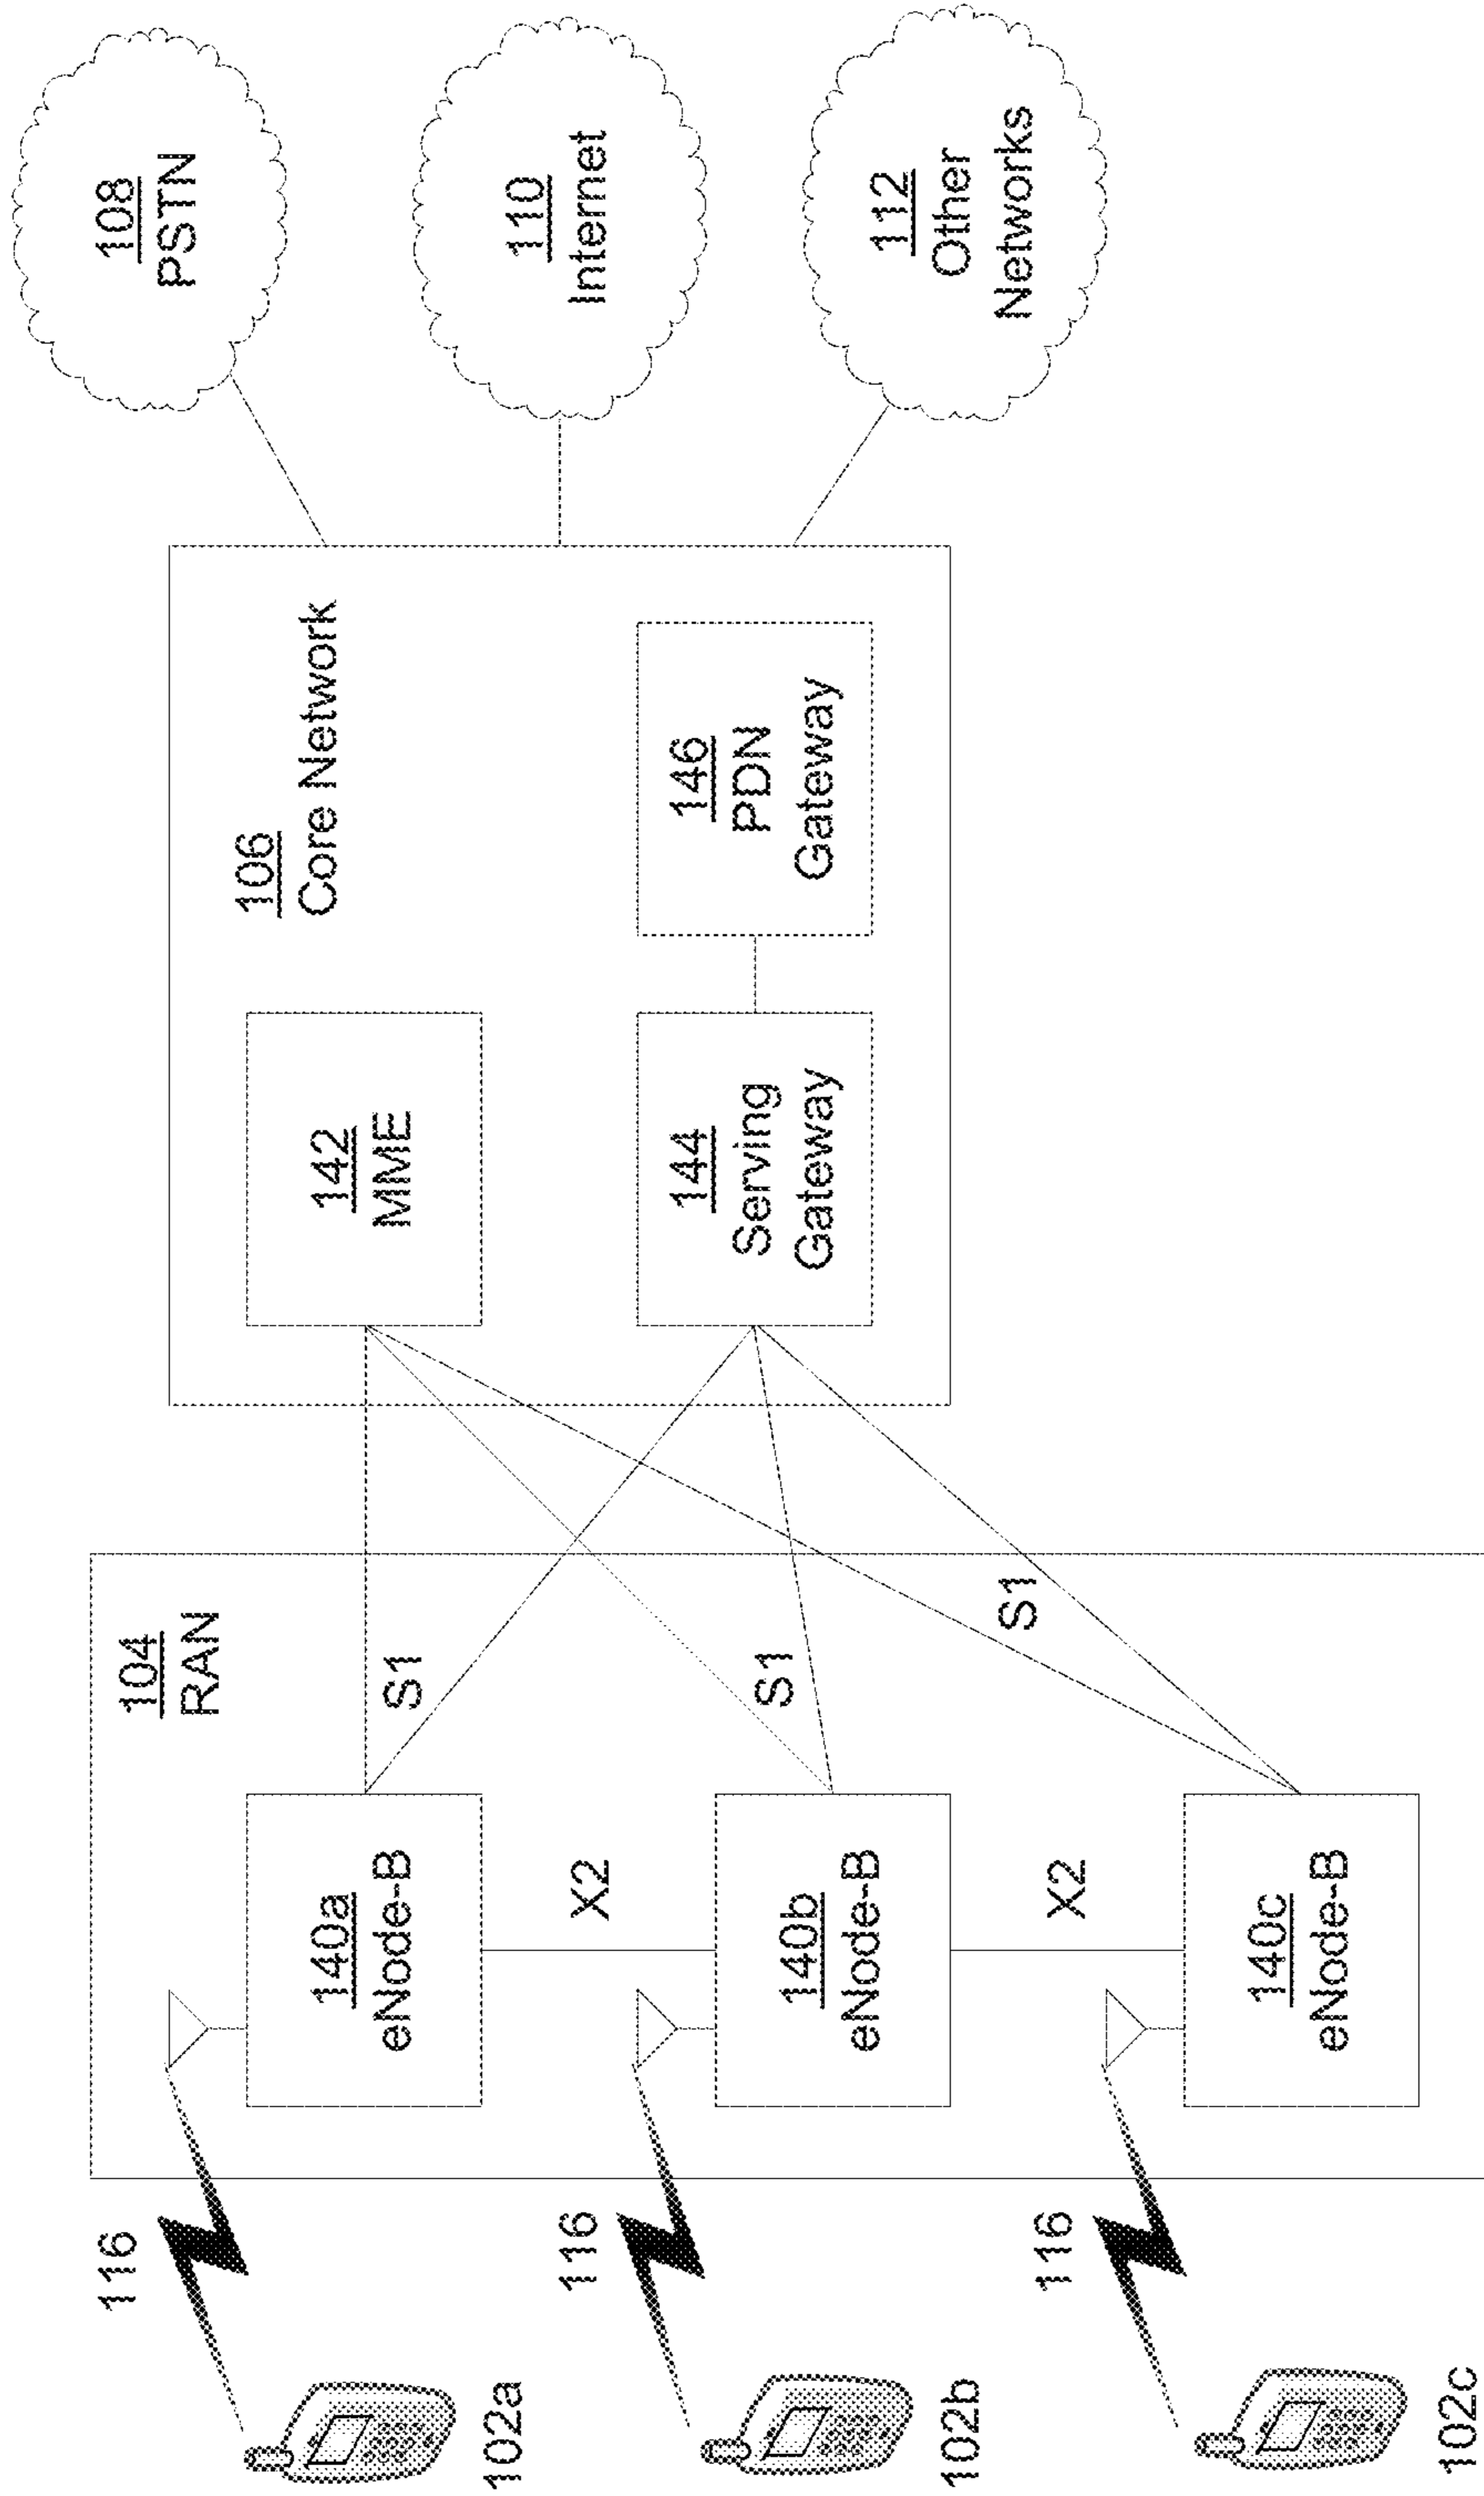 116
102a
116
102b
116
102c
104
RAN
140a
eNode-B
X2
140b
eNode-B
X2
140c
eNode-B
S1
S1
S1
106
Core Network
142
MME
144
Serving
Gateway
146
PDN
Gateway
108
PSTN
110
Internet
112
Other
Networks